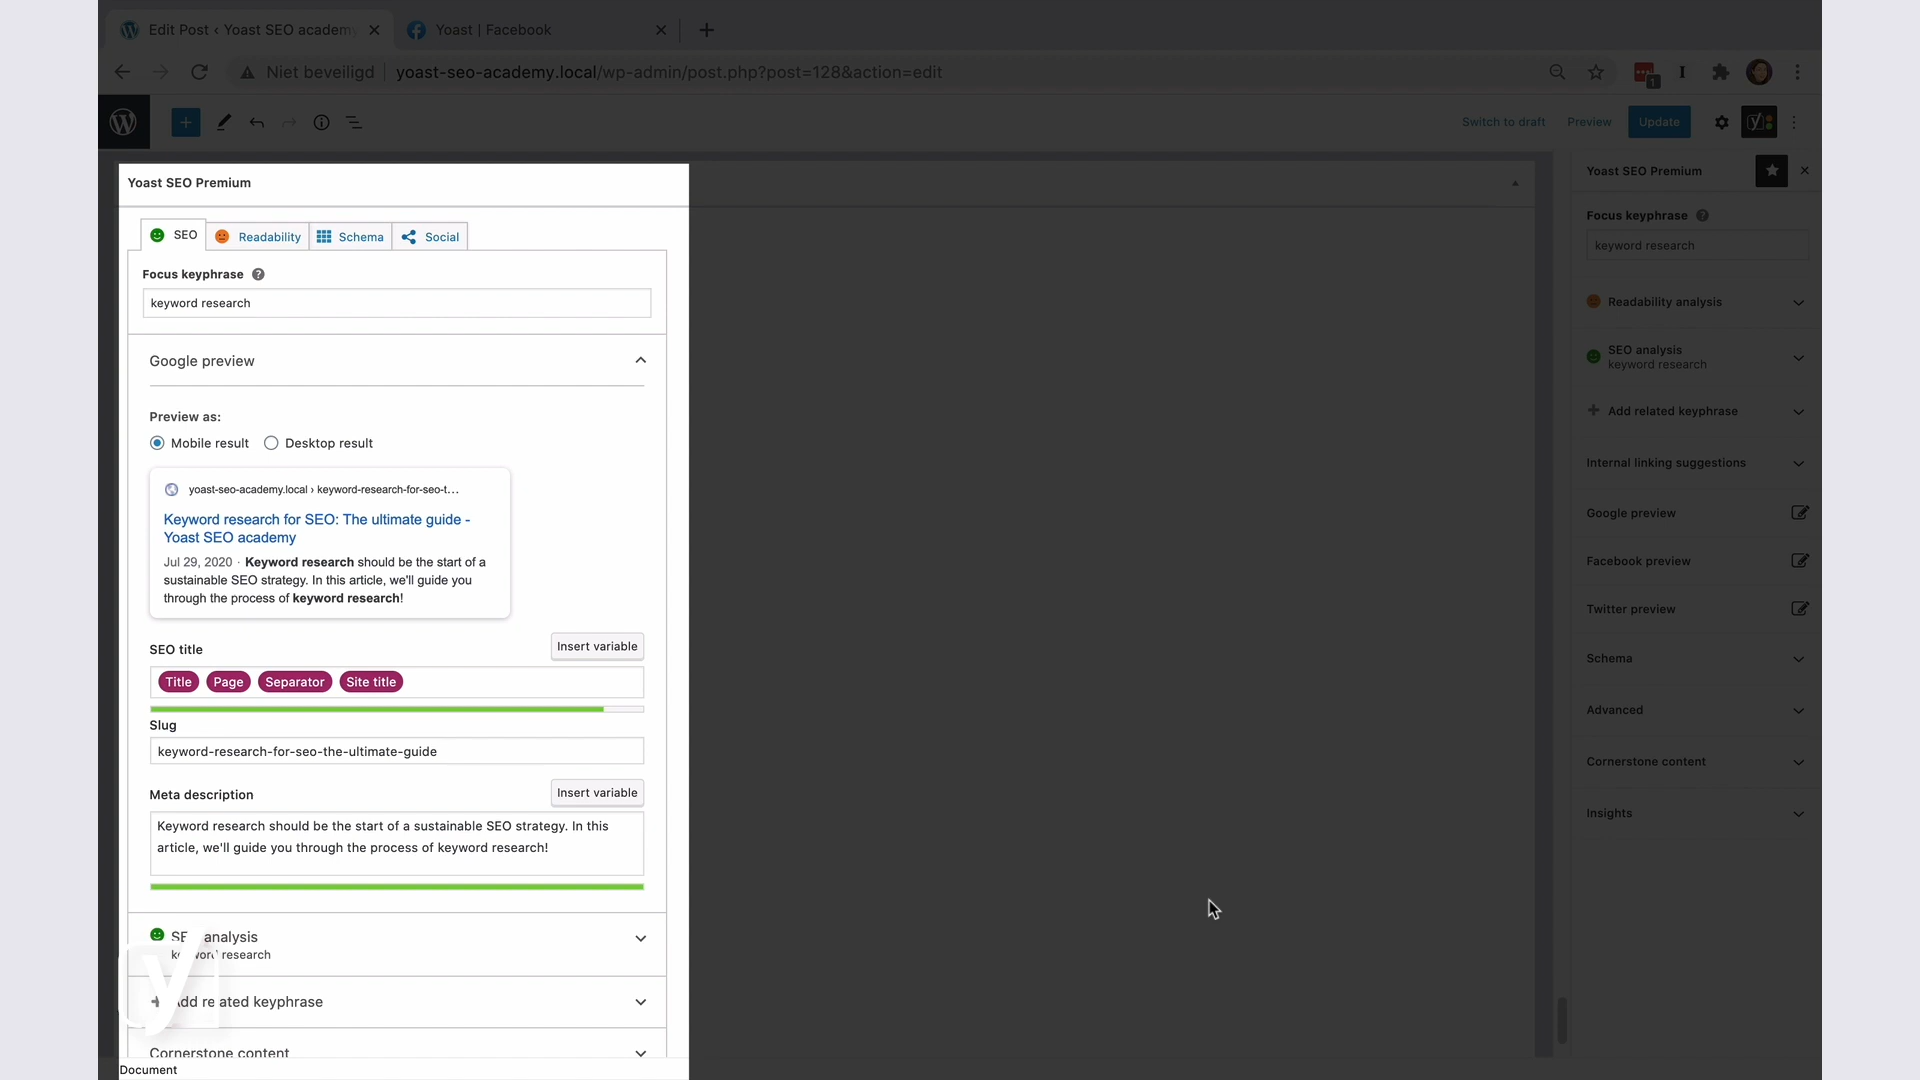 Edit Post ‹ Yoast SEO academy
Yoast | Facebook
Niet beveiligd
yoast-seo-academy.local/wp-admin/post.php?post=128&action=edit
1
Switch to draft
Preview
Update
Yoast SEO Premium
SEO
Readability
Schema
Social
Focus keyphrase
keyword research
Google preview
Preview as:
Mobile result
Desktop result
yoast-seo-academy.local › keyword-research-for-seo-t...
Keyword research for SEO: The ultimate guide -
Yoast SEO academy
Jul 29, 2020 · Keyword research should be the start of a
sustainable SEO strategy. In this article, we'll guide you
through the process of keyword research!
SEO title
Insert variable
Title Page Separator Site title
Slug
keyword-research-for-seo-the-ultimate-guide
Meta description
Insert variable
Keyword research should be the start of a sustainable SEO strategy. In this
article, we'll guide you through the process of keyword research!
analysis
research
keyphrase
Cornerstone content
Document
Yoast SEO Premium
Focus keyphrase
keyword research
Readability analysis
SEO analysis
keyword research
Add related keyphrase
Internal linking suggestions
Google preview
Facebook preview
Twitter preview
Schema
Advanced
Cornerstone content
Insights